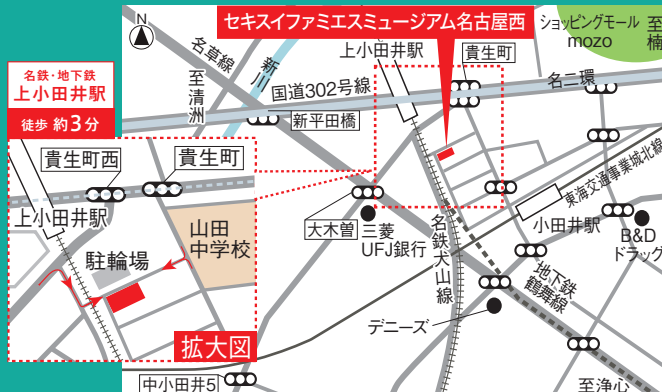 セキスイファミエスミュージアム名古屋西
ショッピングモール
mozo
至
楠
N
名草線
新川
至清洲
上小田井駅
貴生町
名二環
国道302号線
新平田橋
名鉄・地下鉄
上小田井駅
徒歩 約3分
貴生町西
貴生町
上小田井駅
山田
中学校
駐輪場
拡大図
大木曽
三菱
UFJ銀行
名鉄犬山線
東海交通事業城北線
小田井駅
B&D
ドラッグ
地下鉄
鶴舞線
デニーズ
中小田井5
至浄心